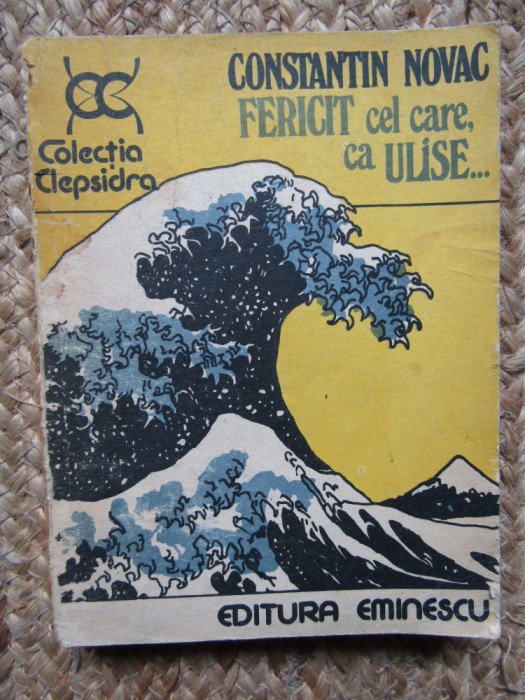 CONSTANTIN NOVAC
FERICIT cel care,
ca ULiSE...
Colecția
Clepsidra
EDITURA EMINESCU